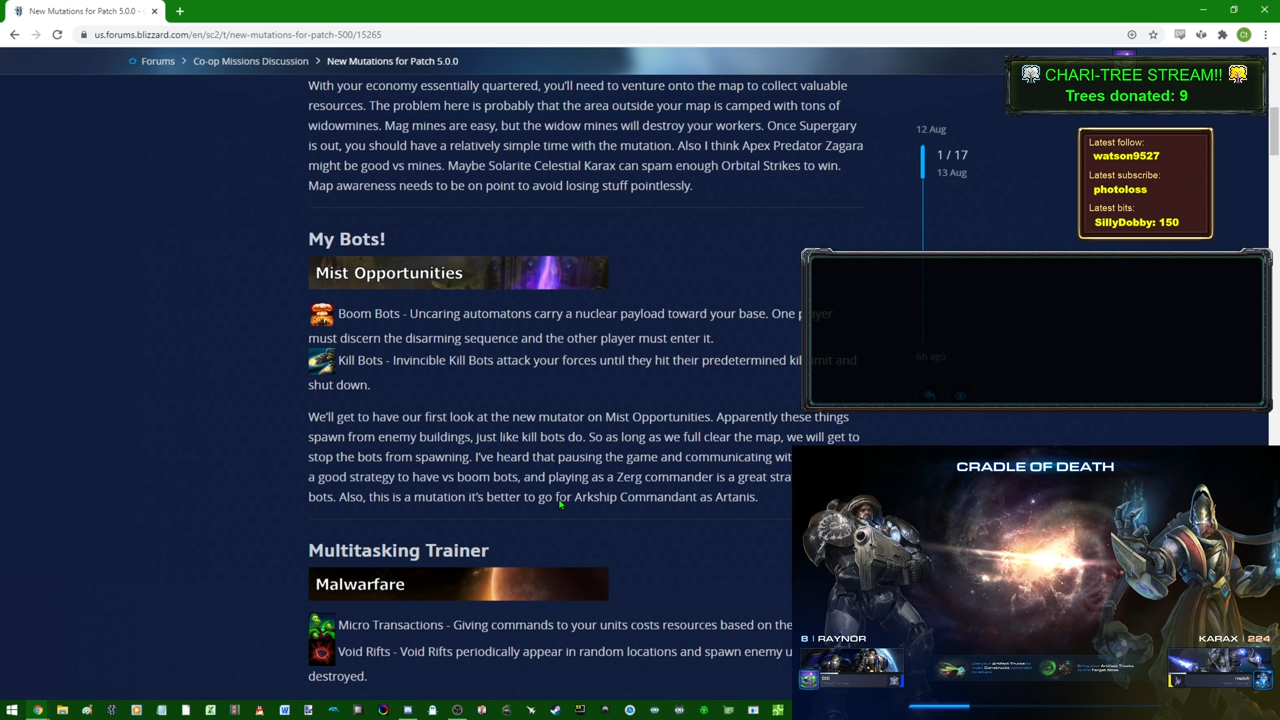 New Mutations for Patch 5.0.0 -
us.forums.blizzard.com/en/sc2/t/new-mutations-for-patch-500/15265
Forums
Co-op Missions Discussion
New Mutations for Patch 5.0.0
With your economy essentially quartered, you'll need to venture onto the map to collect valuable
resources. The problem here is probably that the area outside your map is camped with tons of
widowmines. Mag mines are easy, but the widow mines will destroy your workers. Once Supergary
is out, you should have a relatively simple time with the mutation. Also I think Apex Predator Zagara
might be good vs mines. Maybe Solarite Celestial Karax can spam enough Orbital Strikes to win.
Map awareness needs to be on point to avoid losing stuff pointlessly.
My Bots!
Mist Opportunities
Boom Bots - Uncaring automatons carry a nuclear payload toward your base. One player
must discern the disarming sequence and the other player must enter it.
Kill Bots - Invincible Kill Bots attack your forces until they hit their predetermined kill limit and
shut down.
We'll get to have our first look at the new mutator on Mist Opportunities. Apparently these things
spawn from enemy buildings, just like kill bots do. So as long as we full clear the map, we will get to
stop the bots from spawning. I've heard that pausing the game and communicating wit
a good strategy to have vs boom bots, and playing as a Zerg commander is a great stra
bots. Also, this is a mutation it's better to go for Arkship Commandant as Artanis.
Multitasking Trainer
Malwarfare
Micro Transactions - Giving commands to your units costs resources based on the
Void Rifts - Void Rifts periodically appear in random locations and spawn enemy u
destroyed.
12 Aug
1 / 17
13 Aug
6h ago
CHARI-TREE STREAM!!
Trees donated: 9
Latest follow:
watson9527
Latest subscribe:
photoloss
Latest bits:
SillyDobby: 150
CRADLE OF DEATH
8 | RAYNOR
KARAX | 224